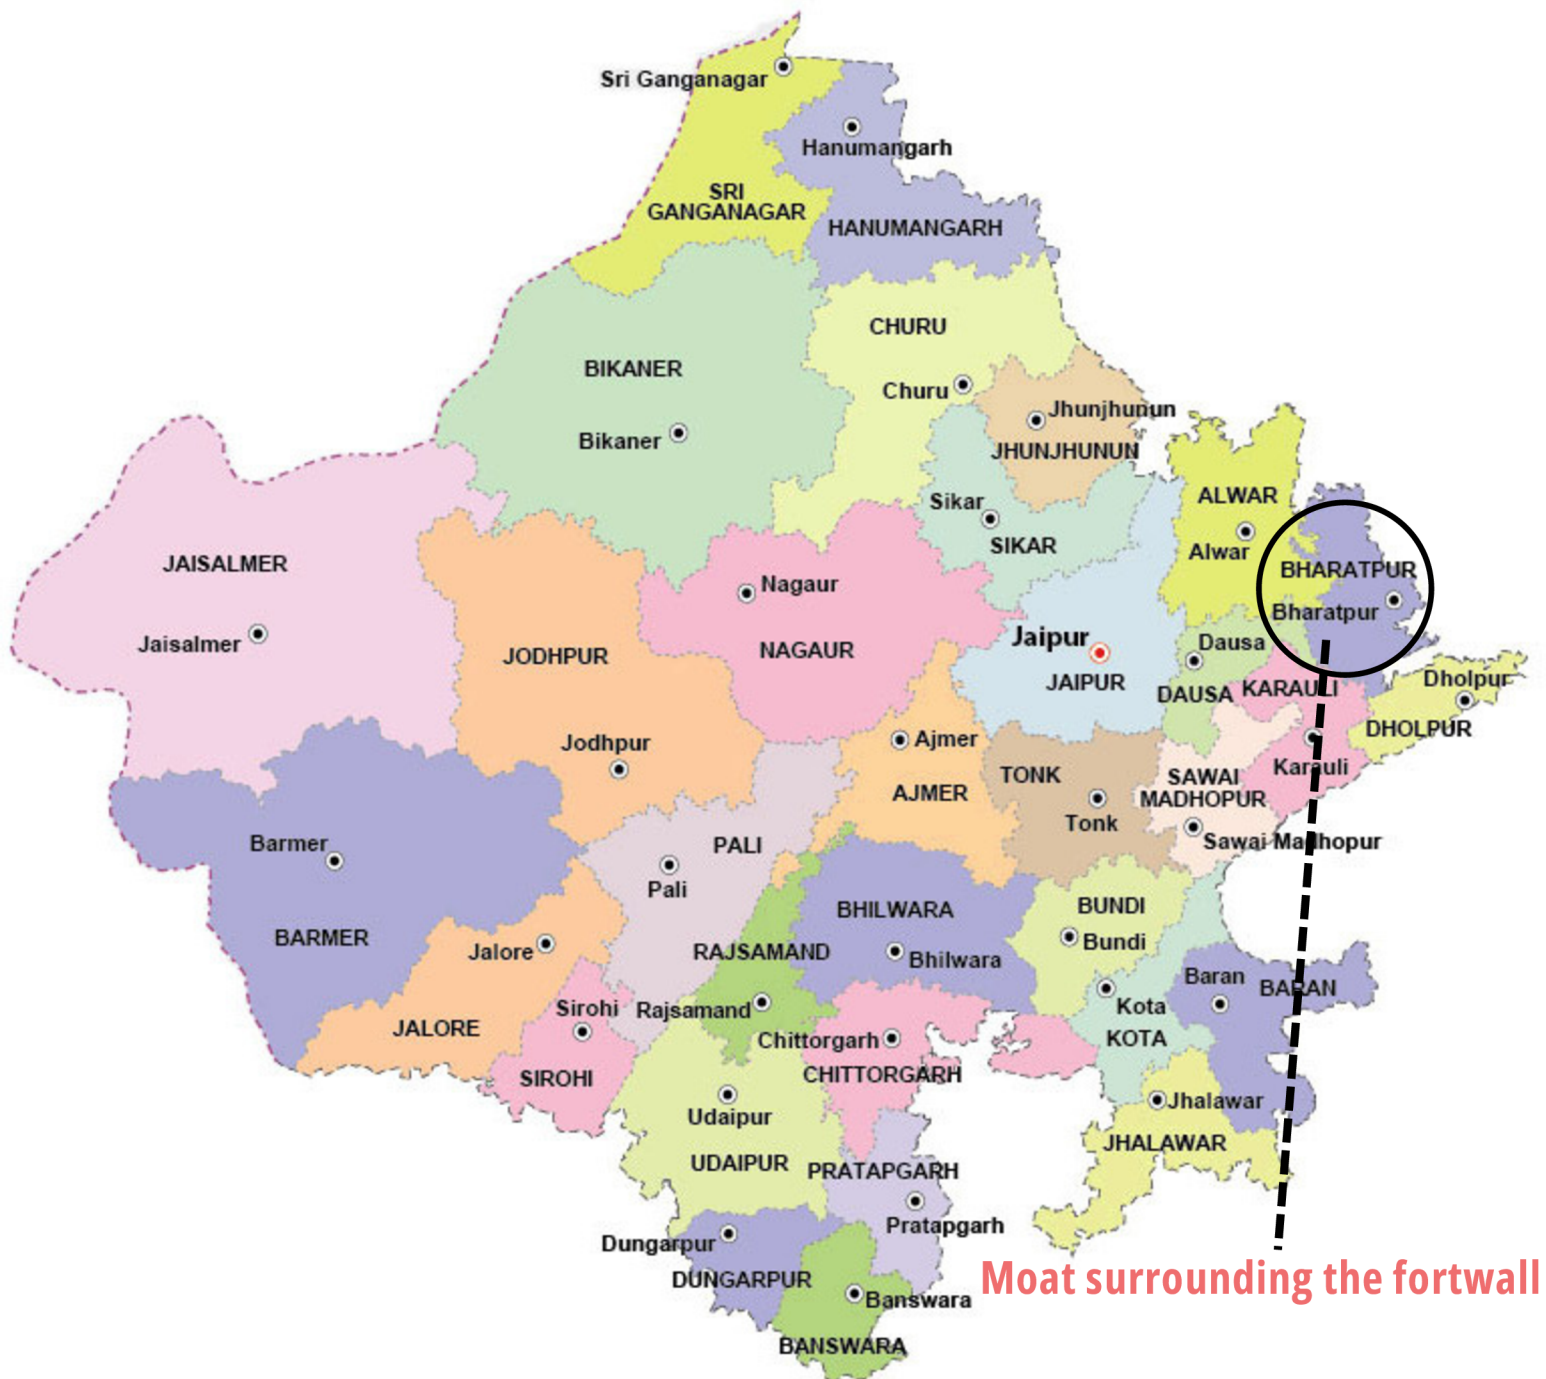 Sri Ganganagar
Hanumangarh
SRI
GANGANAGAR
HANUMANGARH
CHURU
BIKANER
Churu
Jhunjhunun
Bikaner
JHUNJHUNUN
ALWAR
Sikar
SIKAR
Alwar
JAISALMER
BHARATPUR
Nagaur
Bharatpur
Jaisalmer
Jaipur
Dausa
JODHPUR
NAGAUR
JAIPUR
DAUSA
KARAULI
Dholpur
DHOLPUR
Jodhpur
Ajmer
Karauli
TONK
SAWAI
MADHOPUR
AJMER
Tonk
Sawai Madhopur
Barmer
PALI
Pali
BHILWARA
BUNDI
BARMER
Jalore
RAJSAMAND
Bhilwara
Bundi
Baran
BARAN
Sirohi
Rajsamand
Kota
JALORE
Chittorgarh
KOTA
SIROHI
CHITTORGARH
Udaipur
Jhalawar
JHALAWAR
UDAIPUR
PRATAPGARH
Pratapgarh
Dungarpur
DUNGARPUR
Moat surrounding the fortwall
Banswara
BANSWARA